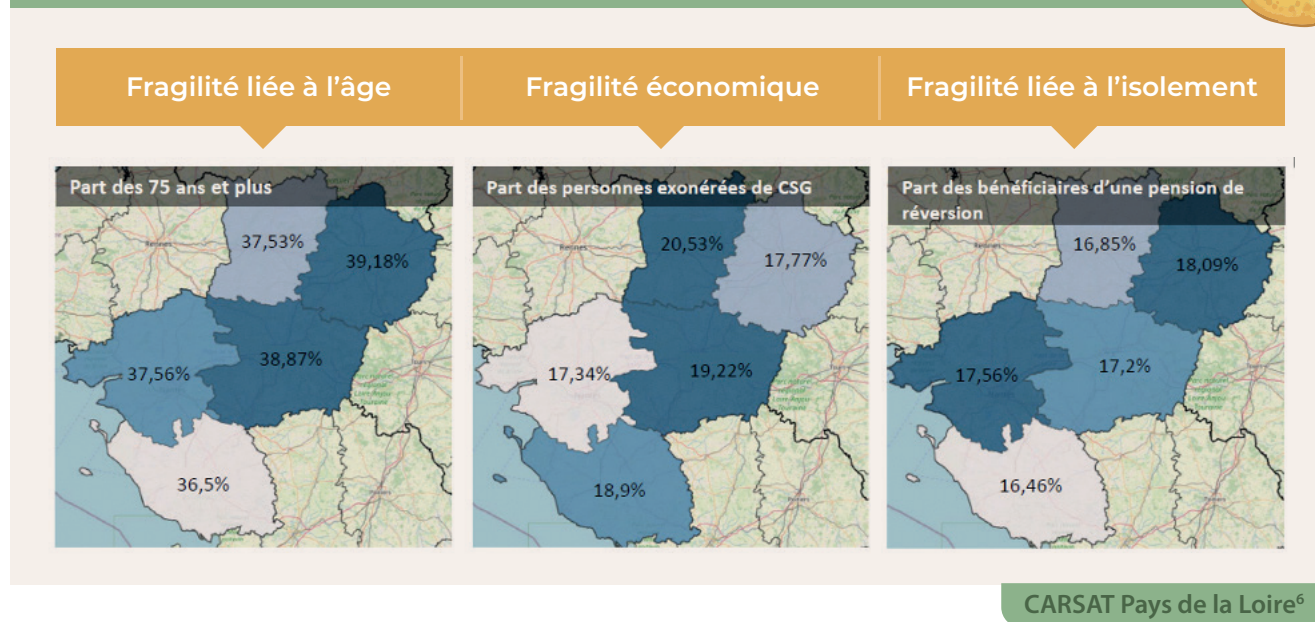 Fragilité liée à l'âge
Fragilité économique
Fragilité liée à l'isolement
Part des 75 ans et plus
37,53%
39,18%
37,56%
38,87%
36,5%
Part des personnes exonérées de CSG
Rennes
20,53%
17,77%
17,34%
19,22%
18,9%
Part des bénéficiaires d'une pension de
réversion
16,85%
18,09%
17,56%
17,2%
16,46%
CARSAT Pays de la Loire⁶